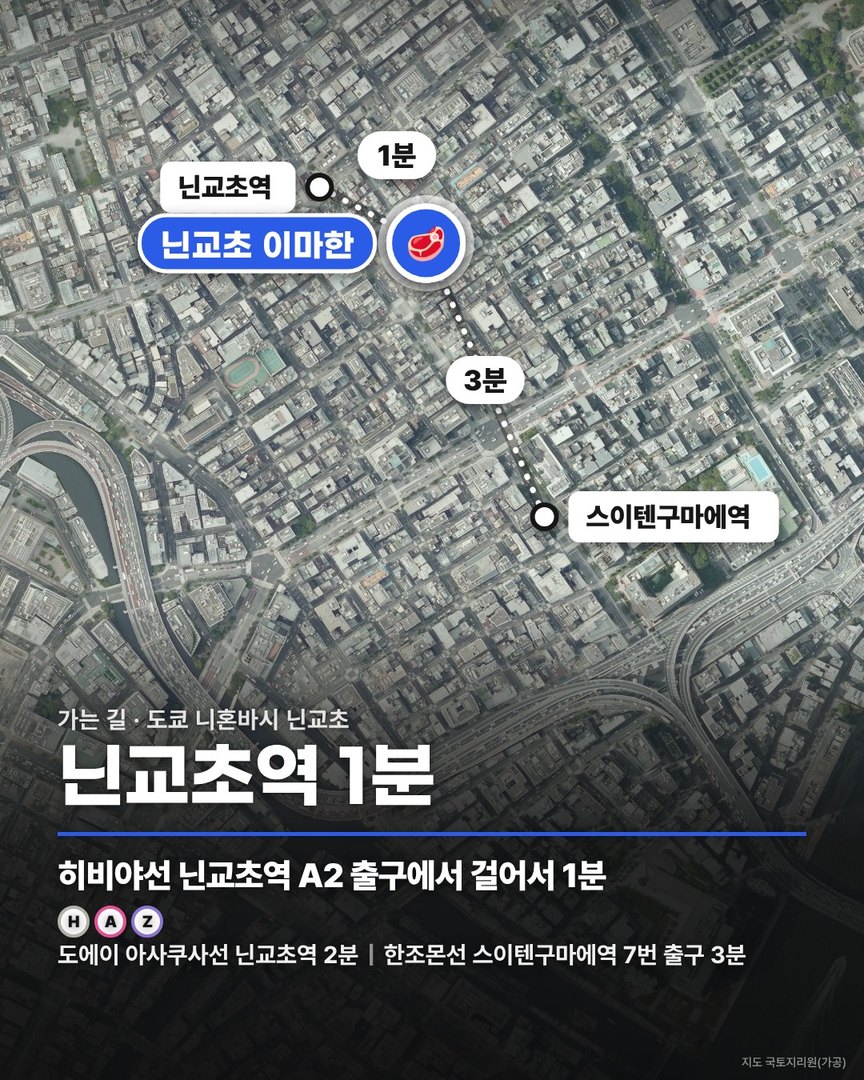 1분
닌교초역
닌교초 이마한
3분
스이텐구마에역
가는 길 · 도쿄 니혼바시 닌교초
닌교초역 1분
히비야선 닌교초역 A2 출구에서 걸어서 1분
H A Z
도에이 아사쿠사선 닌교초역 2분 | 한조몬선 스이텐구마에역 7번 출구 3분
지도 국토지리원(가공)